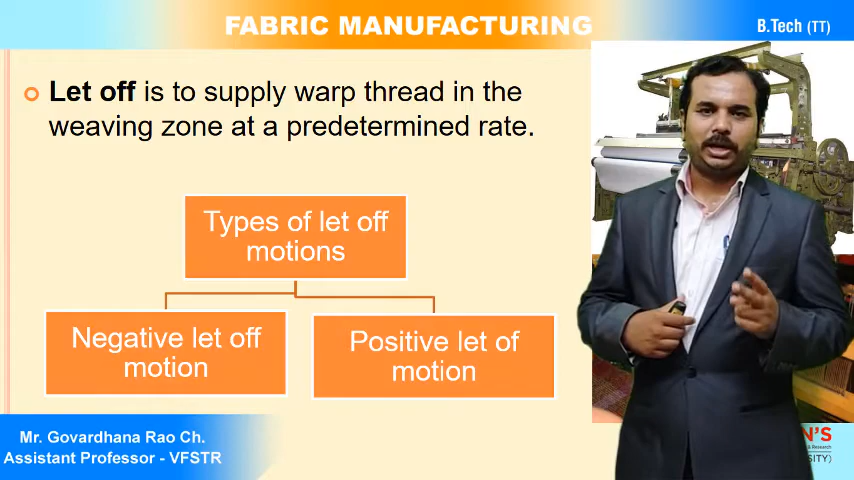 FABRIC MANUFACTURING
B.Tech (TT)
Let off is to supply warp thread in the
weaving zone at a predetermined rate.
Types of let off
motions
Negative let off
motion
Positive let of
motion
Mr. Govardhana Rao Ch.
Assistant Professor - VFSTR
N'S
& Research
SITY)